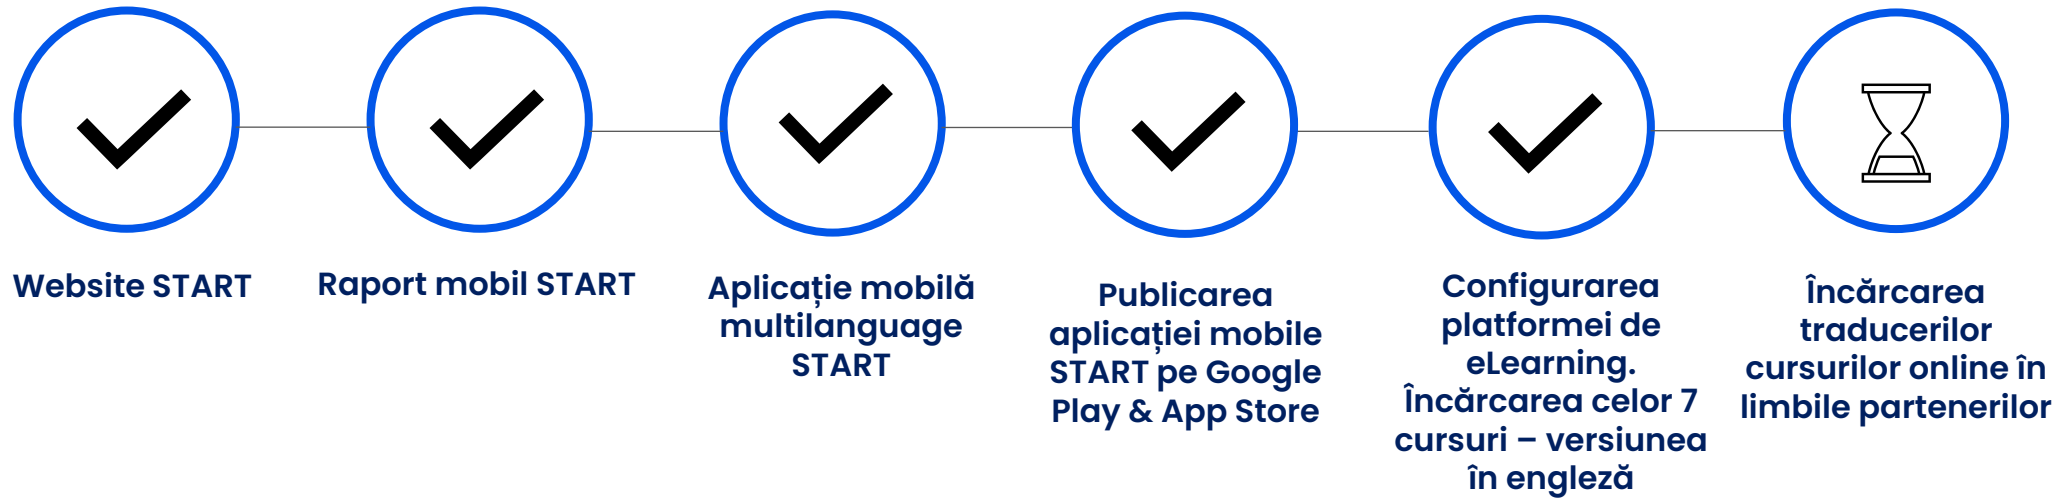 Website START
Raport mobil START
Aplicație mobilă
multilanguage
START
Publicarea
aplicației mobile
START pe Google
Play & App Store
Configurarea
platformei de
eLearning.
Încărcarea celor 7
cursuri – versiunea
în engleză
Încărcarea
traducerilor
cursurilor online în
limbile partenerilor